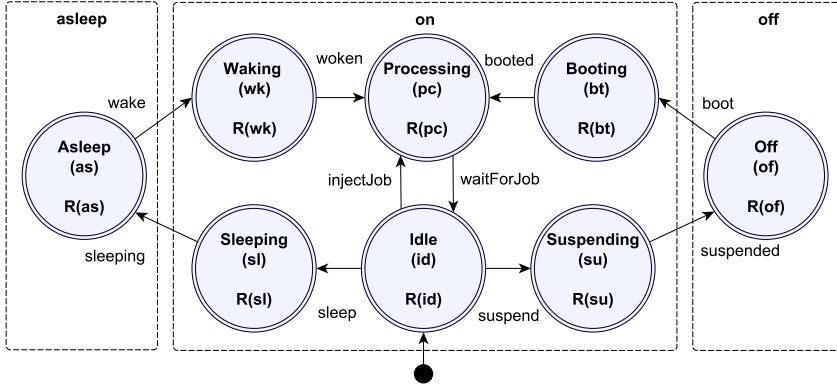 asleep
on
off
Waking
(wk)
R(wk)
woken
Processing
(pc)
R(pc)
booted
Booting
(bt)
R(bt)
wake
boot
Asleep
(as)
R(as)
Off
(of)
R(of)
injectJob
waitForJob
Sleeping
(sl)
R(sl)
Idle
(id)
R(id)
Suspending
(su)
R(su)
sleeping
suspended
sleep
suspend